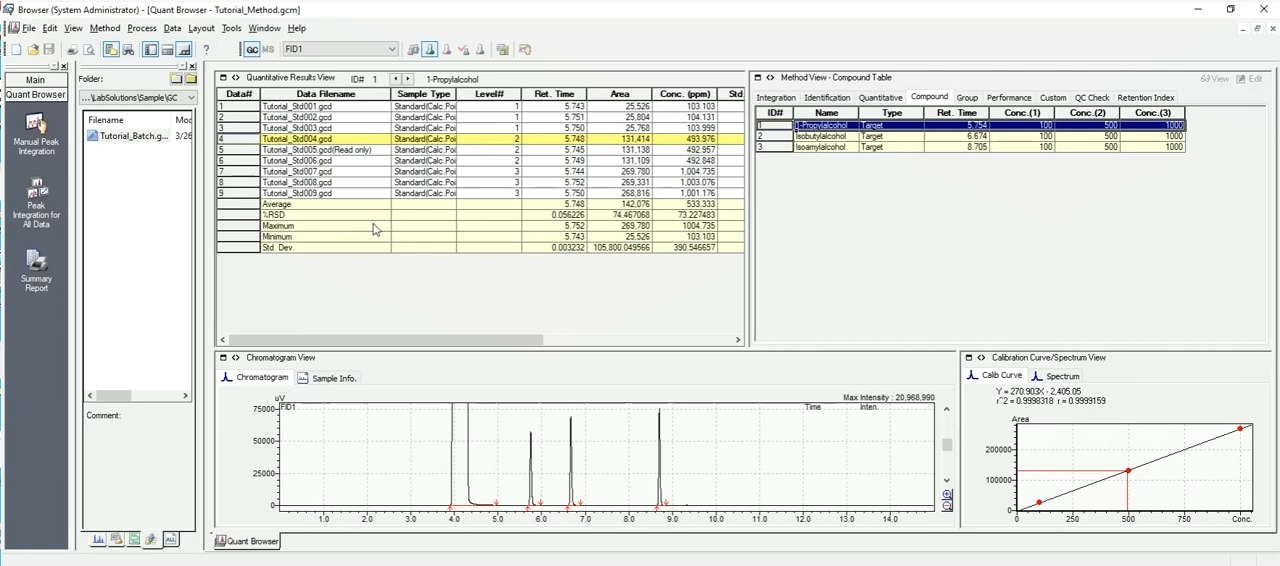 Browser (System Administrator) - [Quant Browser - Tutorial_Method.gcm]
File Edit View Method Process Data Layout Tools Window Help
GC MS FID1
Main
Quant Browser
Manual Peak
Integration
Peak
Integration for
All Data
Summary
Report
Folder:
...\LabSolutions\Sample\GC
Filename Moc
Tutorial_Batch.g... 3/26
Comment:
ALL
Quantitative Results View ID# 1 1-Propylalcohol
Data# Data Filename Sample Type Level# Ret. Time Area Conc. (ppm) Std.
1 Tutorial_Std001.gcd Standard(Calc.Poi 1 5.743 25,526 103.103
2 Tutorial_Std002.gcd Standard(Calc.Poi 1 5.751 25,804 104.131
3 Tutorial_Std003.gcd Standard(Calc.Poi 1 5.750 25,768 103.999
4 Tutorial_Std004.gcd Standard(Calc.Poi 2 5.748 131,414 493.976
5 Tutorial_Std005.gcd(Read only) Standard(Calc.Poi 2 5.745 131,138 492.957
6 Tutorial_Std006.gcd Standard(Calc.Poi 2 5.749 131,109 492.848
7 Tutorial_Std007.gcd Standard(Calc.Poi 3 5.744 269,780 1,004.735
8 Tutorial_Std008.gcd Standard(Calc.Poi 3 5.752 269,331 1,003.076
9 Tutorial_Std009.gcd Standard(Calc.Poi 3 5.750 268,816 1,001.176
Average 5.748 142,076 533.333
%RSD 0.056226 74.467068 73.227483
Maximum 5.752 269,780 1004.735
Minimum 5.743 25,526 103.103
Std. Dev. 0.003232 105,800.049566 390.546657
Method View - Compound Table View Edit
Integration Identification Quantitative Compound Group Performance Custom QC Check Retention Index
ID# Name Type Ret. Time Conc.(1) Conc.(2) Conc.(3)
1 1-Propylalcohol Target 5.754 100 500 1000
2 Isobutylalcohol Target 6.674 100 500 1000
3 Isoamylalcohol Target 8.705 100 500 1000
Chromatogram View
Chromatogram Sample Info.
uV Max Intensity : 20,968,990
FID1 Time Inten.
75000
50000
25000
0
1.0 2.0 3.0 4.0 5.0 6.0 7.0 8.0 9.0 10.0 11.0 12.0 13.0 14.0
Calibration Curve/Spectrum View
Calib Curve Spectrum
Y = 270.903X - 2,405.05
r^2 = 0.9998318 r = 0.9999159
Area
200000
100000
0
0 250 500 750 Conc.
Quant Browser